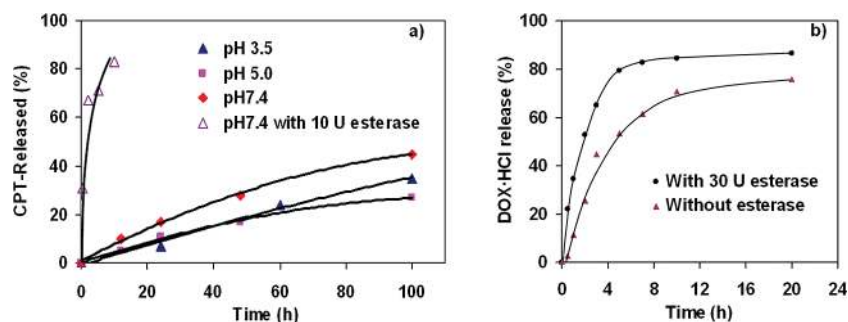 a)
CPT-Released (%)
100
80
60
40
20
0
pH 3.5
pH 5.0
pH7.4
pH7.4 with 10 U esterase
0 20 40 60 80 100
Time (h)
b)
DOX·HCl release (%)
100
80
60
40
20
0
With 30 U esterase
Without esterase
0 4 8 12 16 20 24
Time (h)